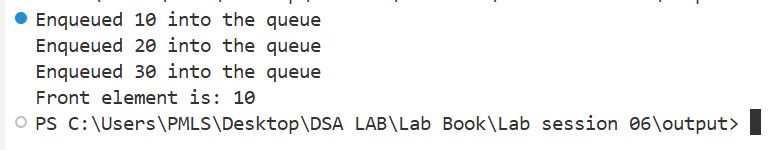 Enqueued 10 into the queue
Enqueued 20 into the queue
Enqueued 30 into the queue
Front element is: 10
PS C:\Users\PMLS\Desktop\DSA LAB\Lab Book\Lab session 06\output>